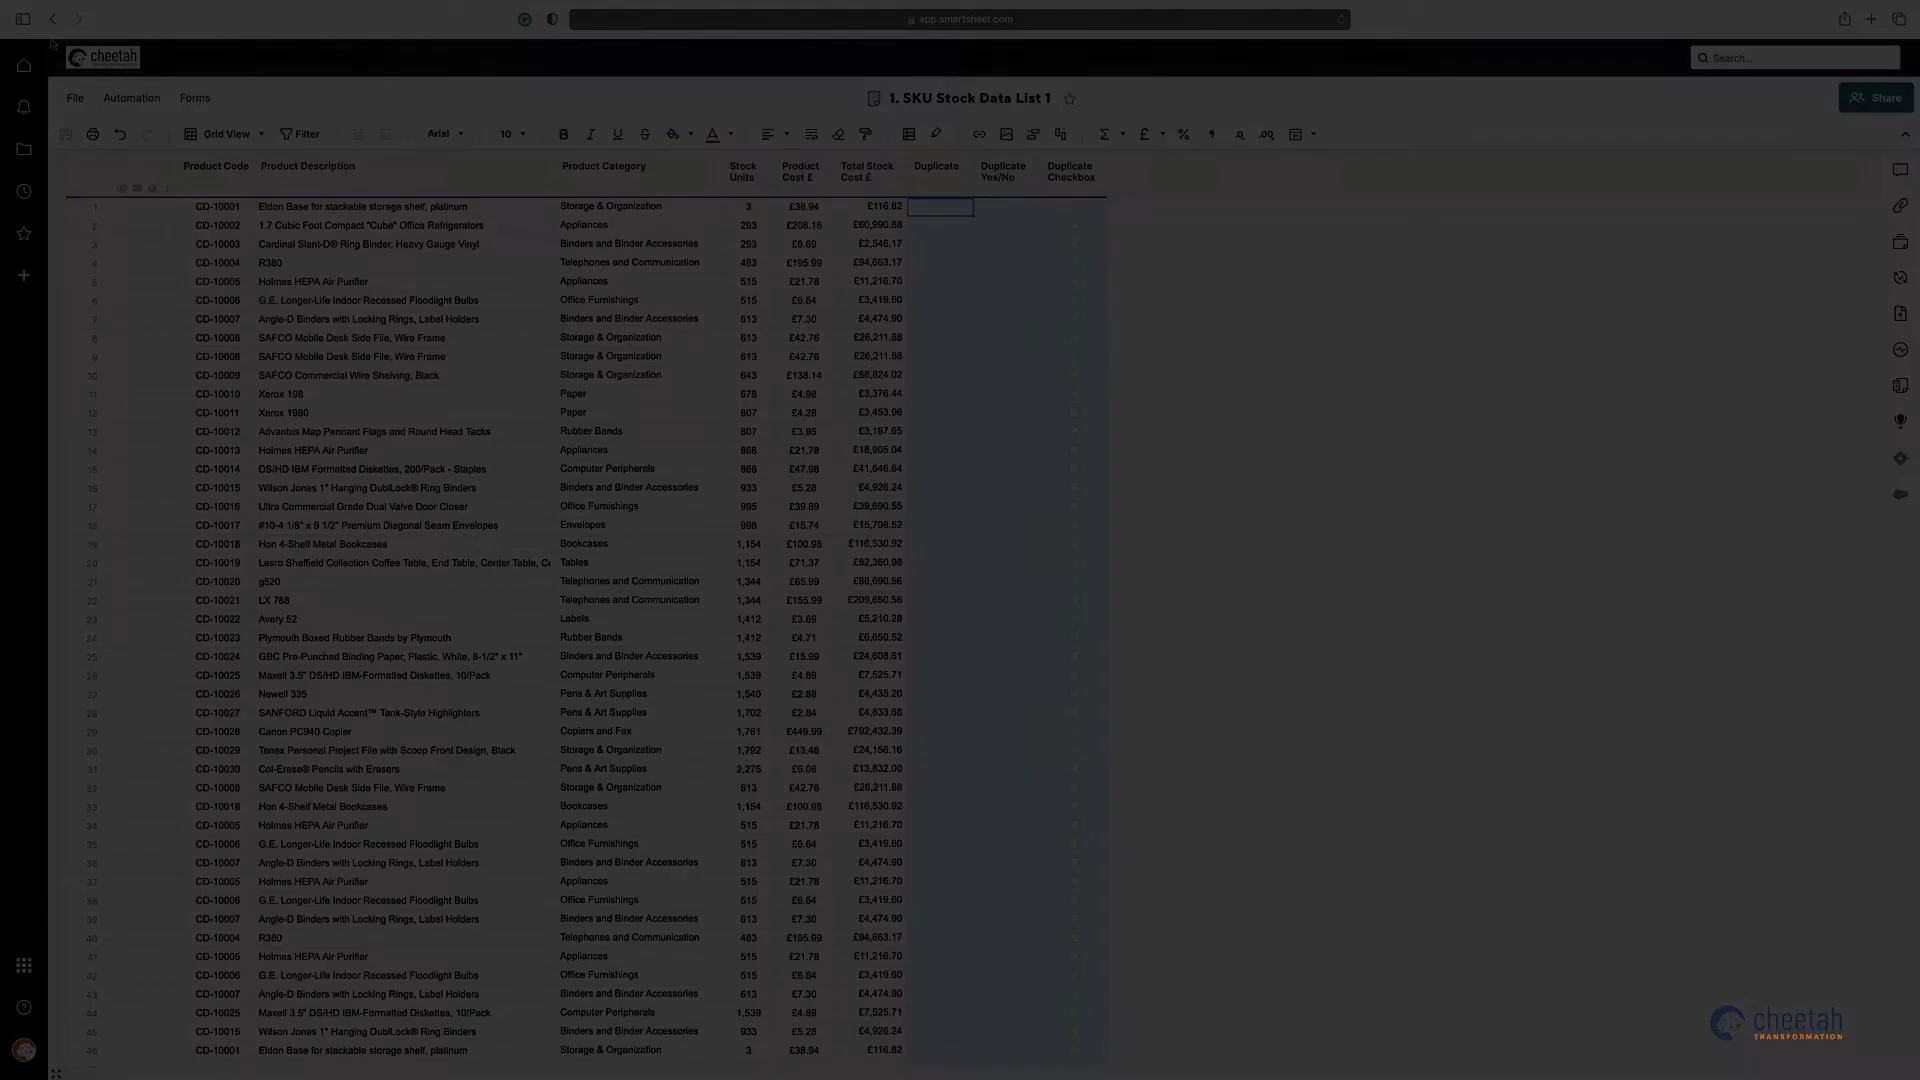 app.smartsheet.com
cheetah
Search...
File Automation Forms
1. SKU Stock Data List 1
Share
Grid View Filter Arial 10
Product Code Product Description Product Category Stock Units Product Cost £ Total Stock Cost £ Duplicate Duplicate Yes/No Duplicate Checkbox
1 CD-10001 Eldon Base for stackable storage shelf, platinum Storage & Organization 3 £38.94 £116.82
2 CD-10002 1.7 Cubic Foot Compact "Cube" Office Refrigerators Appliances 293 £208.16 £60,990.88
3 CD-10003 Cardinal Slant-D® Ring Binder, Heavy Gauge Vinyl Binders and Binder Accessories 293 £8.69 £2,546.17
4 CD-10004 R380 Telephones and Communication 483 £195.99 £94,663.17
5 CD-10005 Holmes HEPA Air Purifier Appliances 515 £21.78 £11,216.70
6 CD-10006 G.E. Longer-Life Indoor Recessed Floodlight Bulbs Office Furnishings 515 £6.64 £3,419.60
7 CD-10007 Angle-D Binders with Locking Rings, Label Holders Binders and Binder Accessories 613 £7.30 £4,474.90
8 CD-10008 SAFCO Mobile Desk Side File, Wire Frame Storage & Organization 613 £42.76 £26,211.88
9 CD-10008 SAFCO Mobile Desk Side File, Wire Frame Storage & Organization 613 £42.76 £26,211.88
10 CD-10009 SAFCO Commercial Wire Shelving, Black Storage & Organization 643 £138.14 £88,824.02
11 CD-10010 Xerox 198 Paper 678 £4.98 £3,376.44
12 CD-10011 Xerox 1980 Paper 807 £4.28 £3,453.96
13 CD-10012 Advantus Map Pennant Flags and Round Head Tacks Rubber Bands 807 £3.95 £3,187.65
14 CD-10013 Holmes HEPA Air Purifier Appliances 868 £21.78 £18,905.04
15 CD-10014 DS/HD IBM Formatted Diskettes, 200/Pack - Staples Computer Peripherals 868 £47.98 £41,646.64
16 CD-10015 Wilson Jones 1" Hanging DublLock® Ring Binders Binders and Binder Accessories 933 £5.28 £4,926.24
17 CD-10016 Ultra Commercial Grade Dual Valve Door Closer Office Furnishings 995 £39.89 £39,690.55
18 CD-10017 #10-4 1/8" x 9 1/2" Premium Diagonal Seam Envelopes Envelopes 998 £15.74 £15,708.52
19 CD-10018 Hon 4-Shelf Metal Bookcases Bookcases 1,154 £100.98 £116,530.92
20 CD-10019 Lesro Sheffield Collection Coffee Table, End Table, Center Table, Co Tables 1,154 £71.37 £82,360.98
21 CD-10020 g520 Telephones and Communication 1,344 £65.99 £88,690.56
22 CD-10021 LX 788 Telephones and Communication 1,344 £155.99 £209,650.56
23 CD-10022 Avery 52 Labels 1,412 £3.69 £5,210.28
24 CD-10023 Plymouth Boxed Rubber Bands by Plymouth Rubber Bands 1,412 £4.71 £6,650.52
25 CD-10024 GBC Pre-Punched Binding Paper, Plastic, White, 8-1/2" x 11" Binders and Binder Accessories 1,539 £15.99 £24,608.61
26 CD-10025 Maxell 3.5" DS/HD IBM-Formatted Diskettes, 10/Pack Computer Peripherals 1,539 £4.89 £7,525.71
27 CD-10026 Newell 335 Pens & Art Supplies 1,540 £2.88 £4,435.20
28 CD-10027 SANFORD Liquid Accent™ Tank-Style Highlighters Pens & Art Supplies 1,702 £2.84 £4,833.68
29 CD-10028 Canon PC940 Copier Copiers and Fax 1,761 £449.99 £792,432.39
30 CD-10029 Tenex Personal Project File with Scoop Front Design, Black Storage & Organization 1,792 £13.48 £24,156.16
31 CD-10030 Col-Erase® Pencils with Erasers Pens & Art Supplies 2,275 £6.08 £13,832.00
32 CD-10008 SAFCO Mobile Desk Side File, Wire Frame Storage & Organization 613 £42.76 £26,211.88
33 CD-10018 Hon 4-Shelf Metal Bookcases Bookcases 1,154 £100.98 £116,530.92
34 CD-10005 Holmes HEPA Air Purifier Appliances 515 £21.78 £11,216.70
35 CD-10006 G.E. Longer-Life Indoor Recessed Floodlight Bulbs Office Furnishings 515 £6.64 £3,419.60
36 CD-10007 Angle-D Binders with Locking Rings, Label Holders Binders and Binder Accessories 613 £7.30 £4,474.90
37 CD-10005 Holmes HEPA Air Purifier Appliances 515 £21.78 £11,216.70
38 CD-10006 G.E. Longer-Life Indoor Recessed Floodlight Bulbs Office Furnishings 515 £6.64 £3,419.60
39 CD-10007 Angle-D Binders with Locking Rings, Label Holders Binders and Binder Accessories 613 £7.30 £4,474.90
40 CD-10004 R380 Telephones and Communication 483 £195.99 £94,663.17
41 CD-10005 Holmes HEPA Air Purifier Appliances 515 £21.78 £11,216.70
42 CD-10006 G.E. Longer-Life Indoor Recessed Floodlight Bulbs Office Furnishings 515 £6.64 £3,419.60
43 CD-10007 Angle-D Binders with Locking Rings, Label Holders Binders and Binder Accessories 613 £7.30 £4,474.90
44 CD-10025 Maxell 3.5" DS/HD IBM-Formatted Diskettes, 10/Pack Computer Peripherals 1,539 £4.89 £7,525.71
45 CD-10015 Wilson Jones 1" Hanging DublLock® Ring Binders Binders and Binder Accessories 933 £5.28 £4,926.24
46 CD-10001 Eldon Base for stackable storage shelf, platinum Storage & Organization 3 £38.94 £116.82
cheetah
TRANSFORMATION